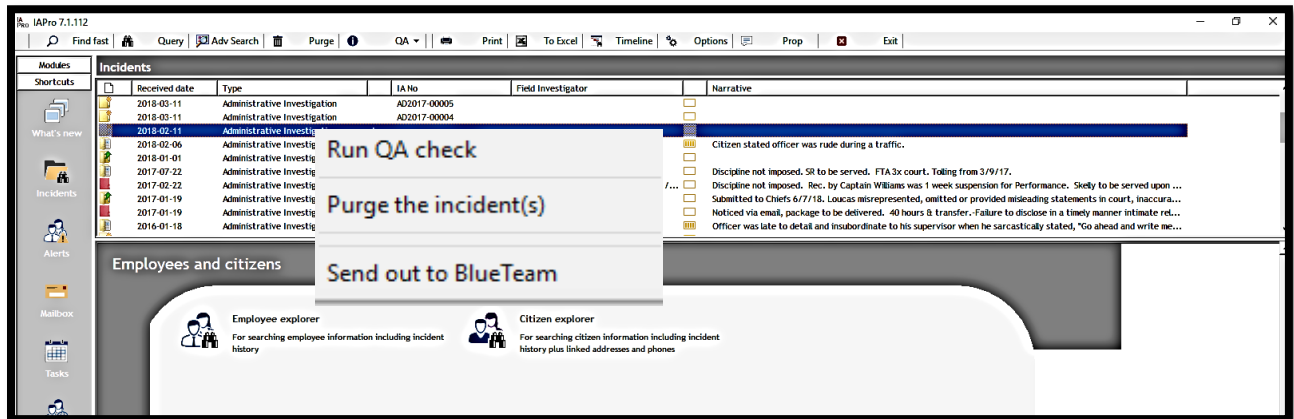 IA PRO IAPro 7.1.112
Find fast Query Adv Search Purge QA Print To Excel Timeline Options Prop Exit
Modules
Shortcuts
What's new
Incidents
Alerts
Mailbox
Tasks
Incidents
Received date Type IA No Field Investigator Narrative
2018-03-11 Administrative Investigation AD2017-00005
2018-03-11 Administrative Investigation AD2017-00004
2018-02-11 Administrative
2018-02-06 Administrative Citizen stated officer was rude during a traffic.
2018-01-01 Administrative
2017-07-22 Administrative Discipline not imposed. SR to be served. FTA 3x court. Tolling from 3/9/17.
2017-02-22 Administrative /... Discipline not imposed. Rec. by Captain Williams was 1 week suspension for Performance. Skelly to be served upon ...
2017-01-19 Administrative Submitted to Chiefs 6/7/18. Loucas misrepresented, omitted or provided misleading statements in court, inaccura...
2017-01-19 Administrative Noticed via email, package to be delivered. 40 hours & transfer.-Failure to disclose in a timely manner intimate rel...
2016-01-18 Administrative Officer was late to detail and insubordinate to his supervisor when he sarcastically stated, "Go ahead and write me...
Run QA check
Purge the incident(s)
Send out to BlueTeam
Employees and citizens
Employee explorer
For searching employee information including incident
history
Citizen explorer
For searching citizen information including incident
history plus linked addresses and phones